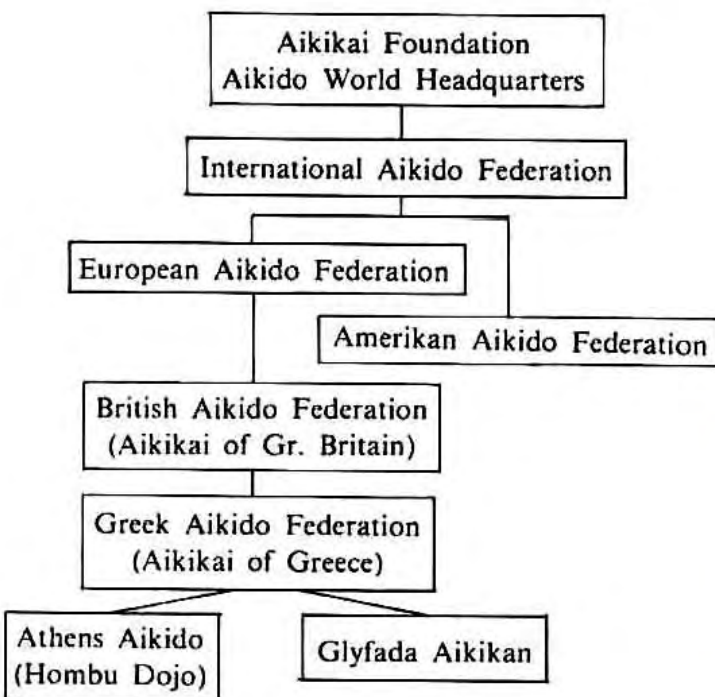 Aikikai Foundation
Aikido World Headquarters
International Aikido Federation
European Aikido Federation
Amerikan Aikido Federation
British Aikido Federation
(Aikikai of Gr. Britain)
Greek Aikido Federation
(Aikikai of Greece)
Athens Aikido
(Hombu Dojo)
Glyfada Aikikan